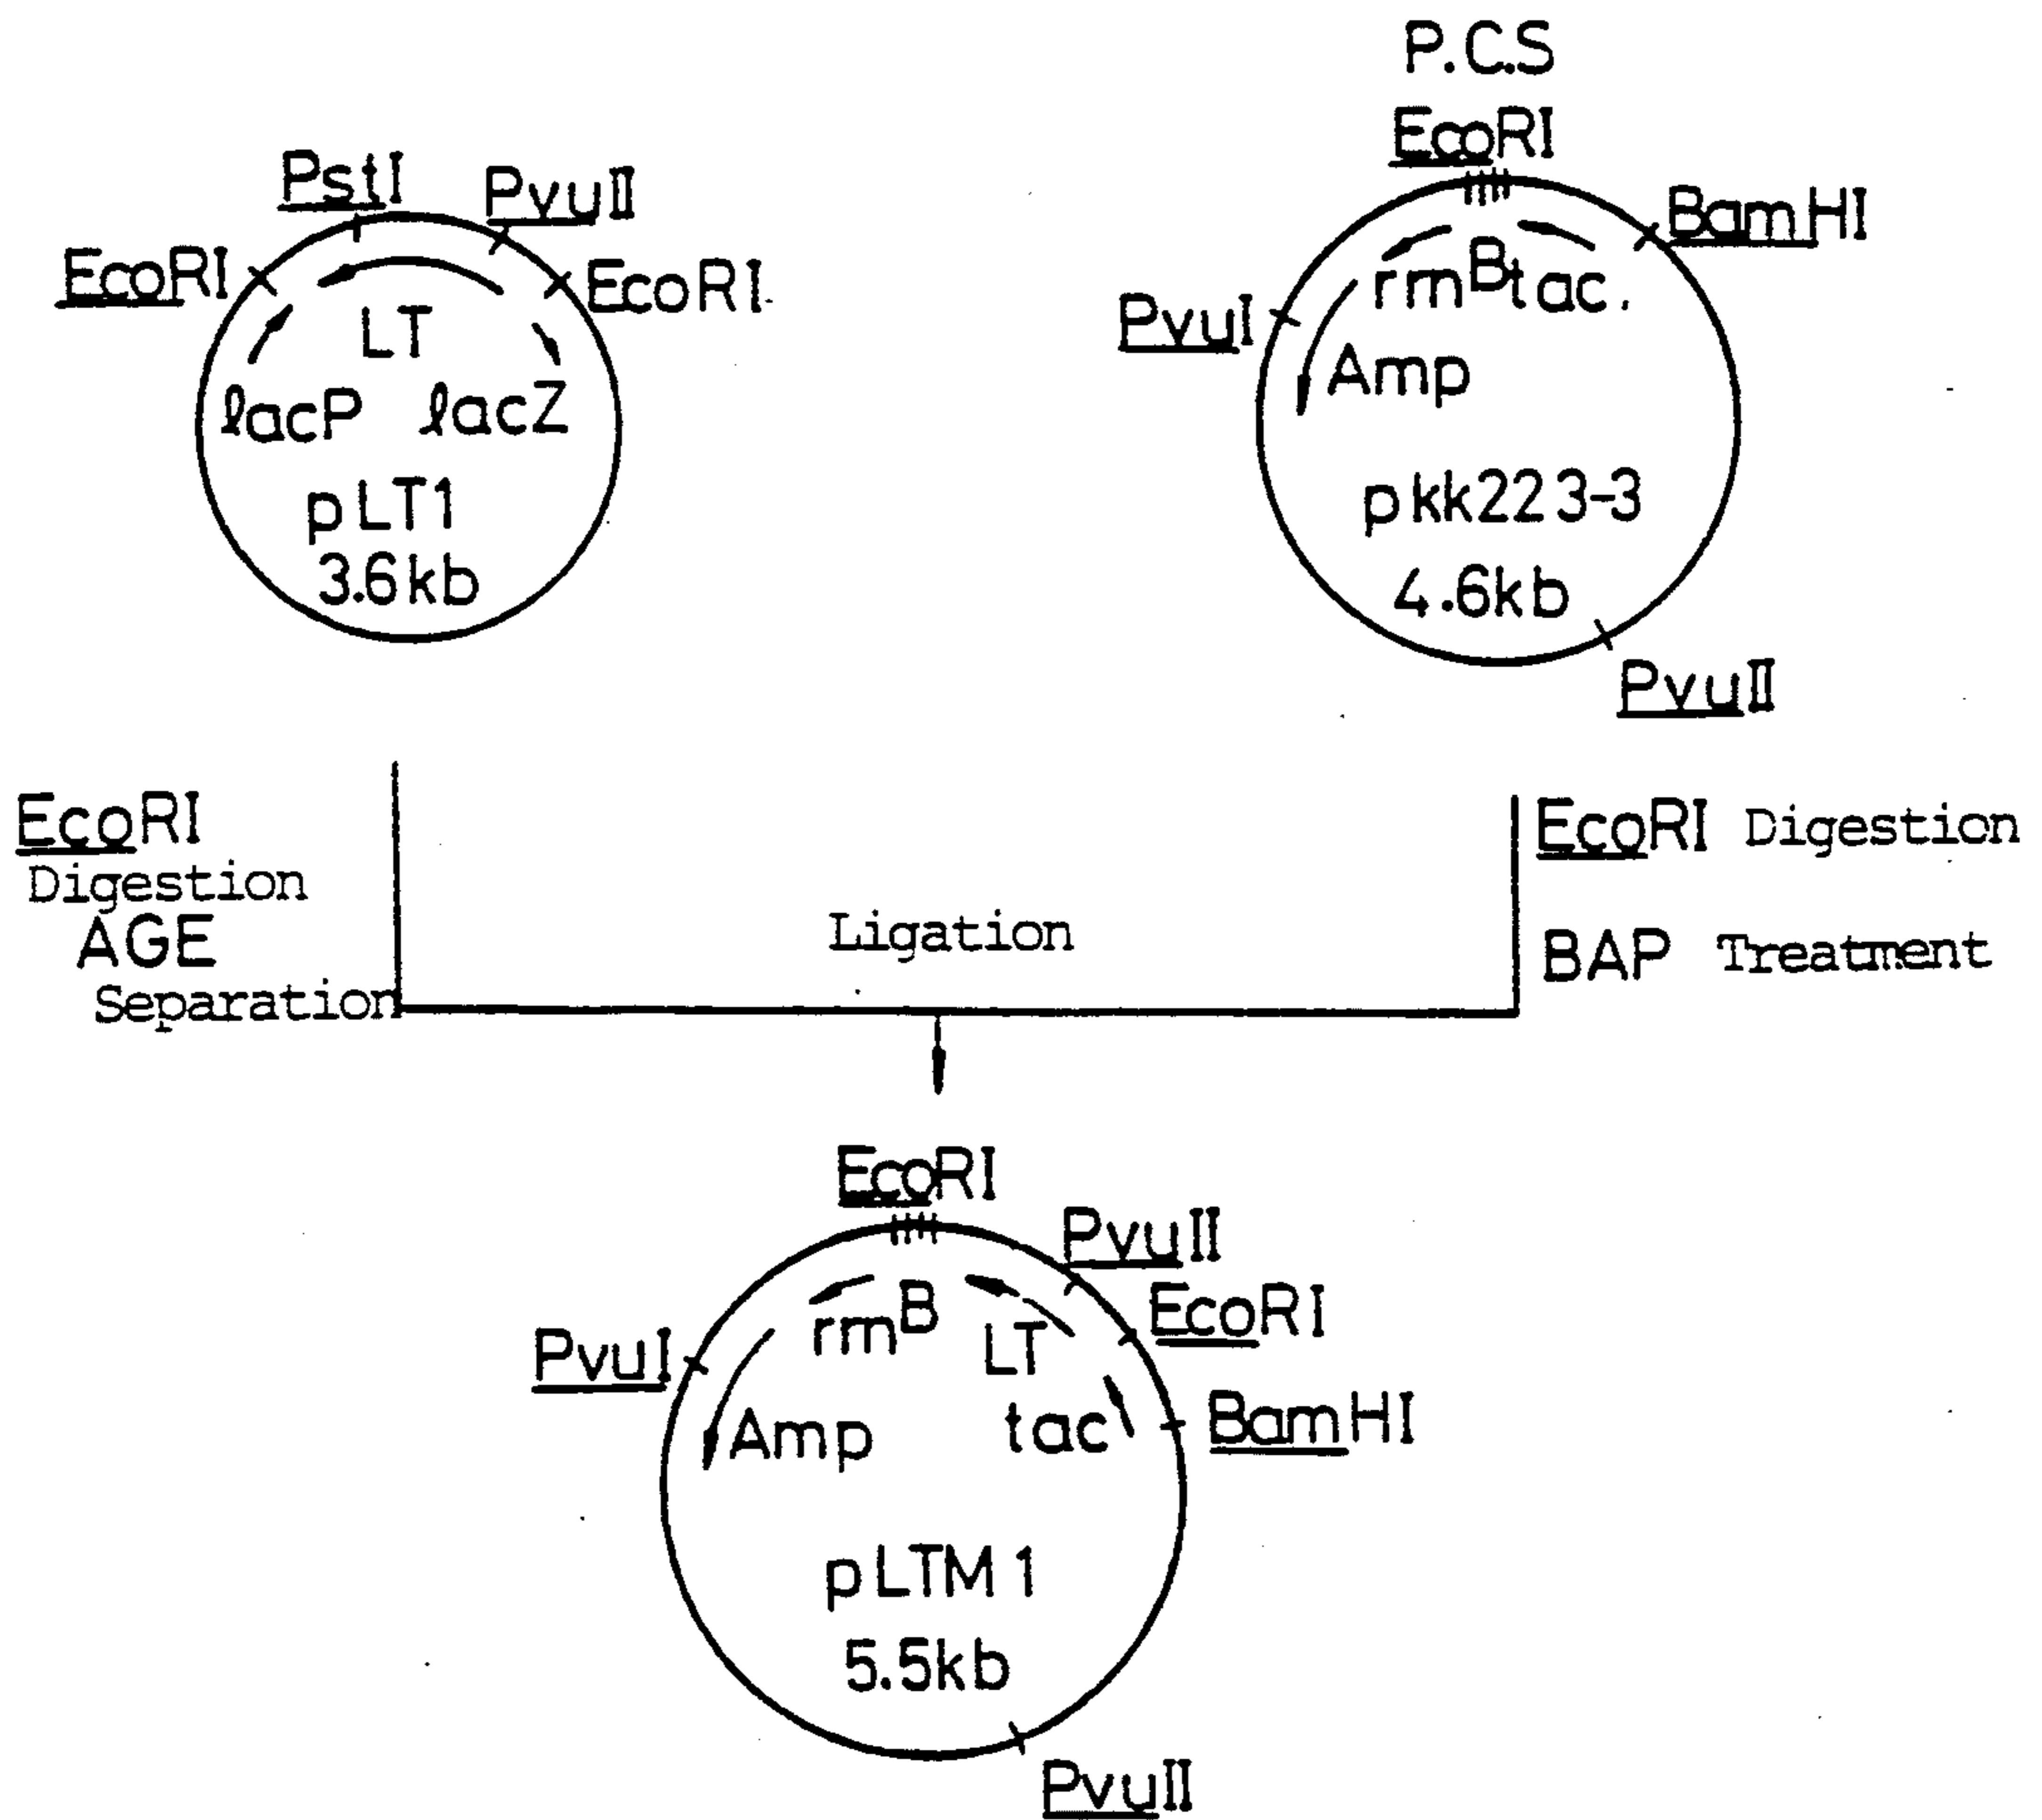 P.C.S
EcoRI
PstI
PvuII
BamHI
EcoRI
EcoRI
rmB
tac.
PvuI
LT
Amp
lacP
lacZ
pLT1
3.6kb
pkk223-3
4.6kb
PvuII
EcoRI
Digestion
AGE
Separation
Ligation
EcoRI Digestion
BAP Treatment
EcoRI
PvuII
EcoRI
rmB
LT
PvuI
BamHI
Amp
tac
pLTM1
5.5kb
PvuII